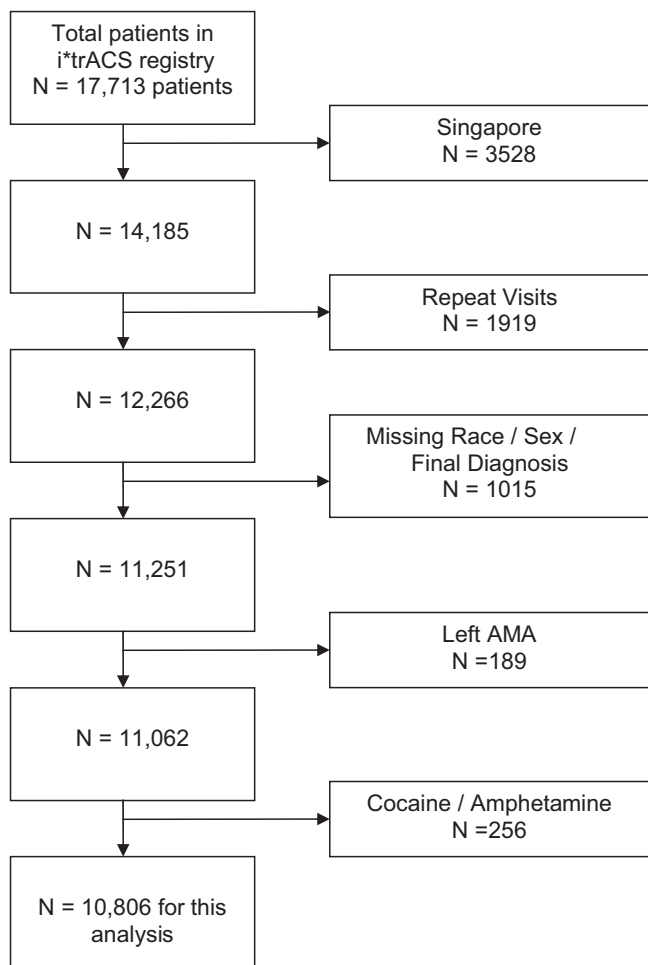 Total patients in
i*trACS registry
N = 17,713 patients
Singapore
N = 3528
N = 14,185
Repeat Visits
N = 1919
N = 12,266
Missing Race / Sex /
Final Diagnosis
N = 1015
N = 11,251
Left AMA
N =189
N = 11,062
Cocaine / Amphetamine
N =256
N = 10,806 for this
analysis